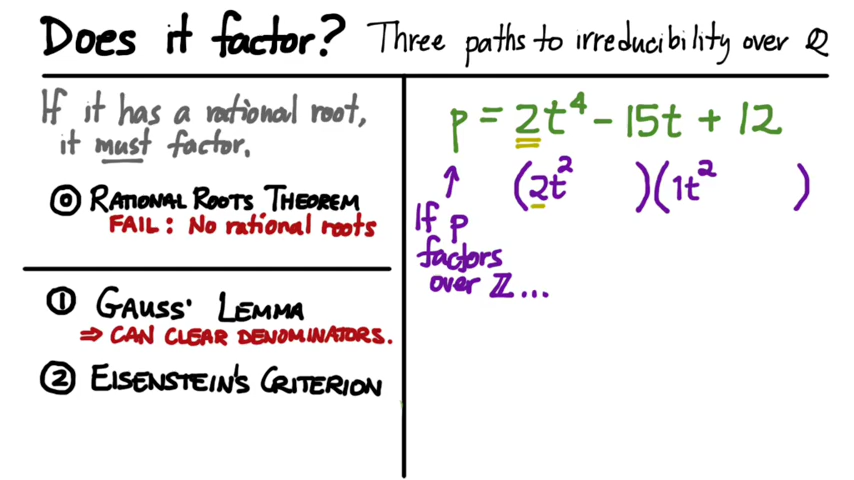 Does it factor? Three paths to irreducibility over ℚ
If it has a rational root,
it must factor.
⓪ RATIONAL ROOTS THEOREM
FAIL: No rational roots
① GAUSS' LEMMA
⇒ CAN CLEAR DENOMINATORS.
② EISENSTEIN'S CRITERION
p = 2t⁴ - 15t + 12
(2t² )(1t² )
↑
If p
factors
over ℤ...